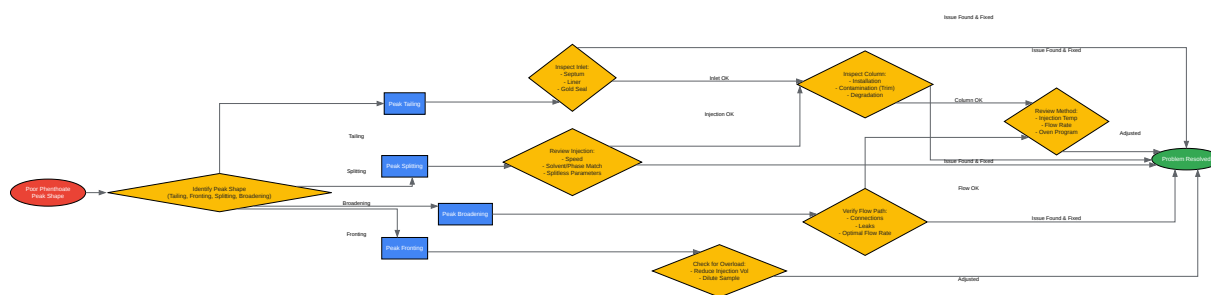 Issue Found & Fixed
Issue Found & Fixed
Inspect Inlet:
- Septum
- Liner
- Gold Seal
Inlet OK
Inspect Column:
- Installation
- Contamination (Trim)
- Degradation
Peak Tailing
Column OK
Review Method:
- Injection Temp
- Flow Rate
- Oven Program
Injection OK
Adjusted
Tailing
Review Injection:
- Speed
- Solvent/Phase Match
- Splitless Parameters
Peak Splitting
Splitting
Issue Found & Fixed
Problem Resolved
Poor Phenthoate
Peak Shape
Identify Peak Shape
(Tailing, Fronting, Splitting, Broadening)
Flow OK
Broadening
Peak Broadening
Verify Flow Path:
- Connections
- Leaks
- Optimal Flow Rate
Issue Found & Fixed
Fronting
Peak Fronting
Check for Overload:
- Reduce Injection Vol
- Dilute Sample
Adjusted